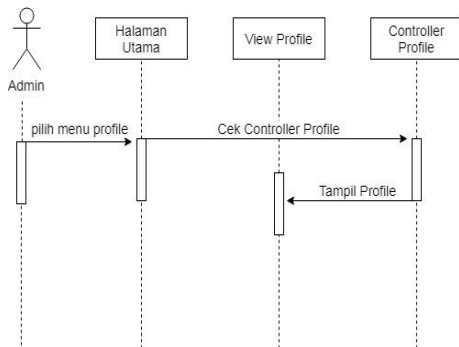 Halaman
Utama
View Profile
Controller
Profile
Admin
pilih menu profile
Cek Controller Profile
Tampil Profile